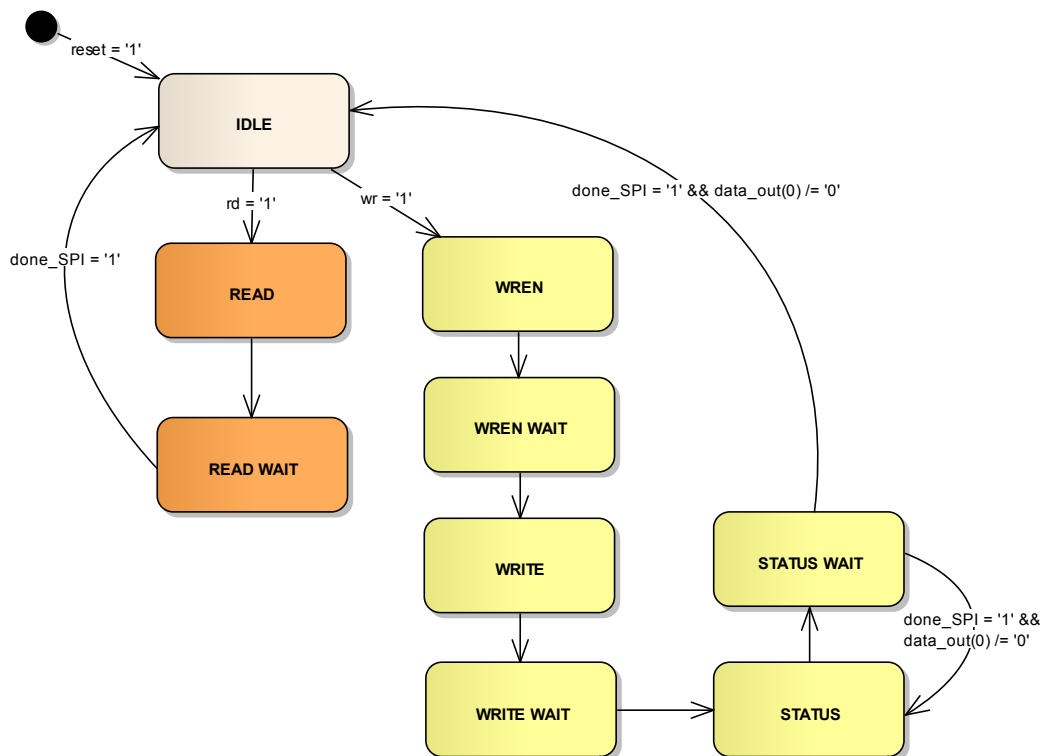 reset = '1'
IDLE
rd = '1'
wr = '1'
done_SPI = '1' && data_out(0) /= '0'
done_SPI = '1'
READ
WREN
WREN WAIT
READ WAIT
WRITE
STATUS WAIT
done_SPI = '1' &&
data_out(0) /= '0'
WRITE WAIT
STATUS